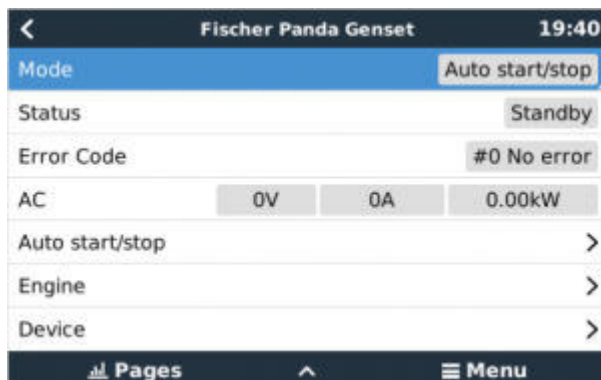 Fischer Panda Genset 19:40
Mode Auto start/stop
Status Standby
Error Code #0 No error
AC 0V 0A 0.00kW
Auto start/stop
Engine
Device
Pages Menu